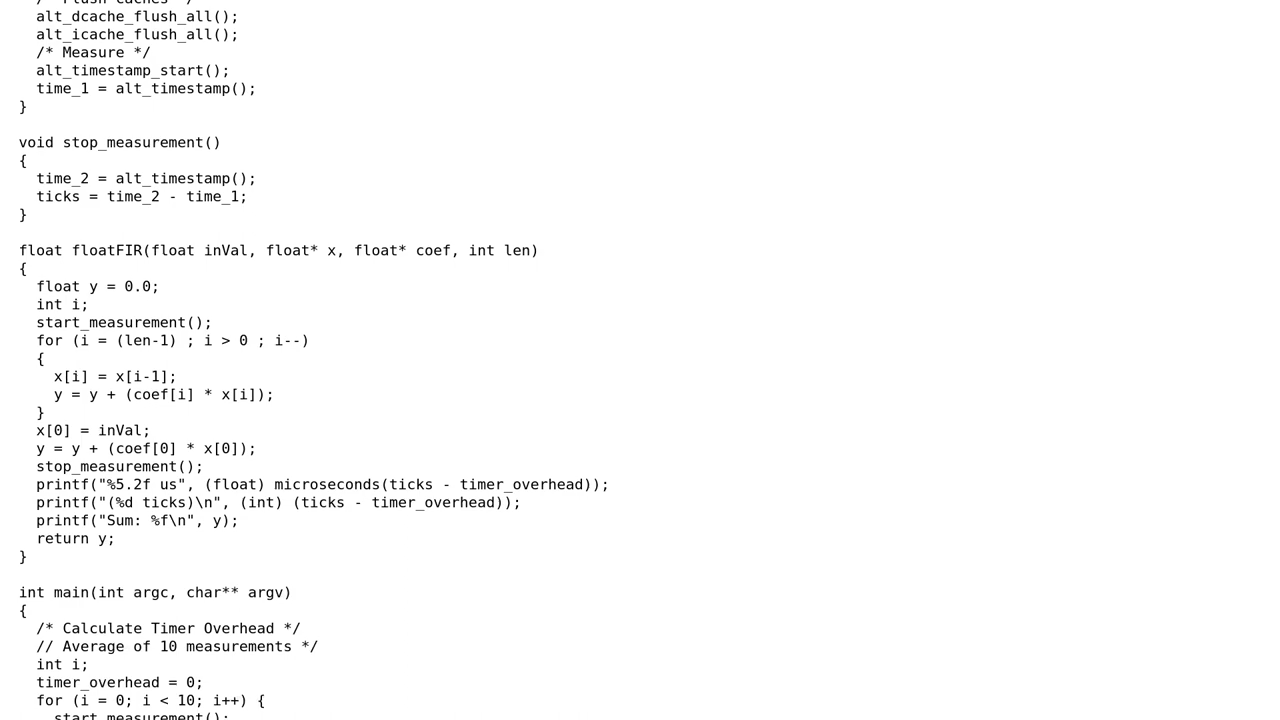 /* Flush caches */
alt_dcache_flush_all();
alt_icache_flush_all();
/* Measure */
alt_timestamp_start();
time_1 = alt_timestamp();
}
void stop_measurement()
{
time_2 = alt_timestamp();
ticks = time_2 - time_1;
}
float floatFIR(float inVal, float* x, float* coef, int len)
{
float y = 0.0;
int i;
start_measurement();
for (i = (len-1) ; i > 0 ; i--)
{
x[i] = x[i-1];
y = y + (coef[i] * x[i]);
}
x[0] = inVal;
y = y + (coef[0] * x[0]);
stop_measurement();
printf("%5.2f us", (float) microseconds(ticks - timer_overhead));
printf("(%d ticks)\n", (int) (ticks - timer_overhead));
printf("Sum: %f\n", y);
return y;
}
int main(int argc, char** argv)
{
/* Calculate Timer Overhead */
// Average of 10 measurements */
int i;
timer_overhead = 0;
for (i = 0; i < 10; i++) {
start_measurement();